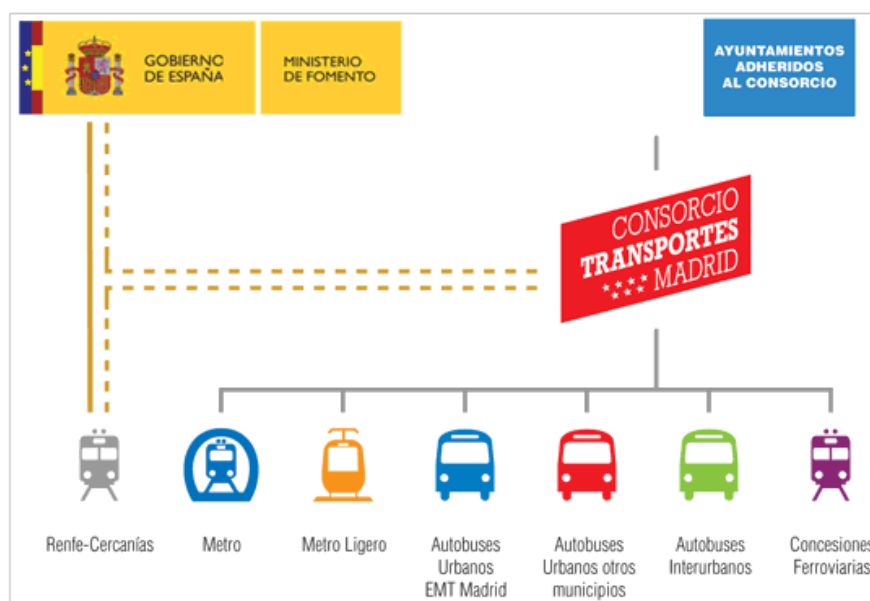 GOBIERNO
DE ESPAÑA
MINISTERIO
DE FOMENTO
AYUNTAMIENTOS
ADHERIDOS
AL CONSORCIO
CONSORCIO
TRANSPORTES
MADRID
Renfe-Cercanías
Metro
Metro Ligero
Autobuses
Urbanos
EMT Madrid
Autobuses
Urbanos otros
municipios
Autobuses
Interurbanos
Concesiones
Ferroviarias